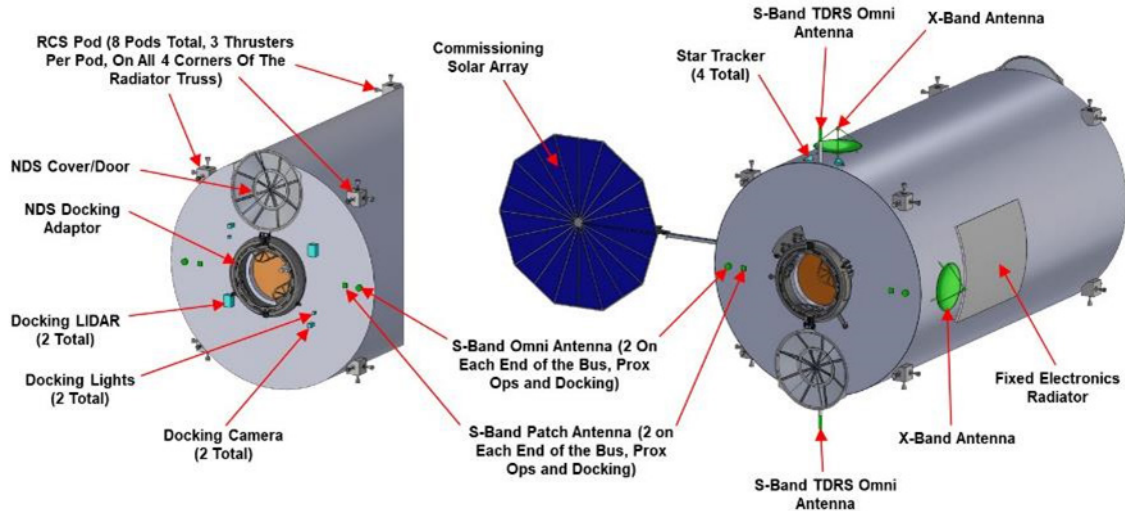 RCS Pod (8 Pods Total, 3 Thrusters
Per Pod, On All 4 Corners Of The
Radiator Truss)
NDS Cover/Door
NDS Docking
Adaptor
Docking LIDAR
(2 Total)
Docking Lights
(2 Total)
Docking Camera
(2 Total)
Commissioning
Solar Array
S-Band Omni Antenna (2 On
Each End of the Bus, Prox
Ops and Docking)
S-Band Patch Antenna (2 on
Each End of the Bus, Prox
Ops and Docking)
S-Band TDRS Omni
Antenna
X-Band Antenna
Star Tracker
(4 Total)
Fixed Electronics
Radiator
X-Band Antenna
S-Band TDRS Omni
Antenna